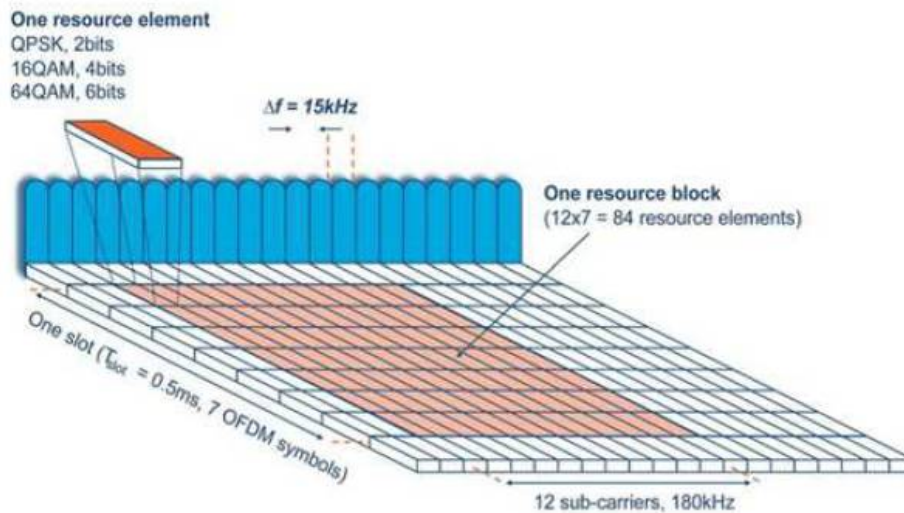 One resource element
QPSK, 2bits
16QAM, 4bits
64QAM, 6bits
Δf = 15kHz
One resource block
(12x7 = 84 resource elements)
One slot (Tslot = 0.5ms, 7 OFDM symbols)
12 sub-carriers, 180kHz